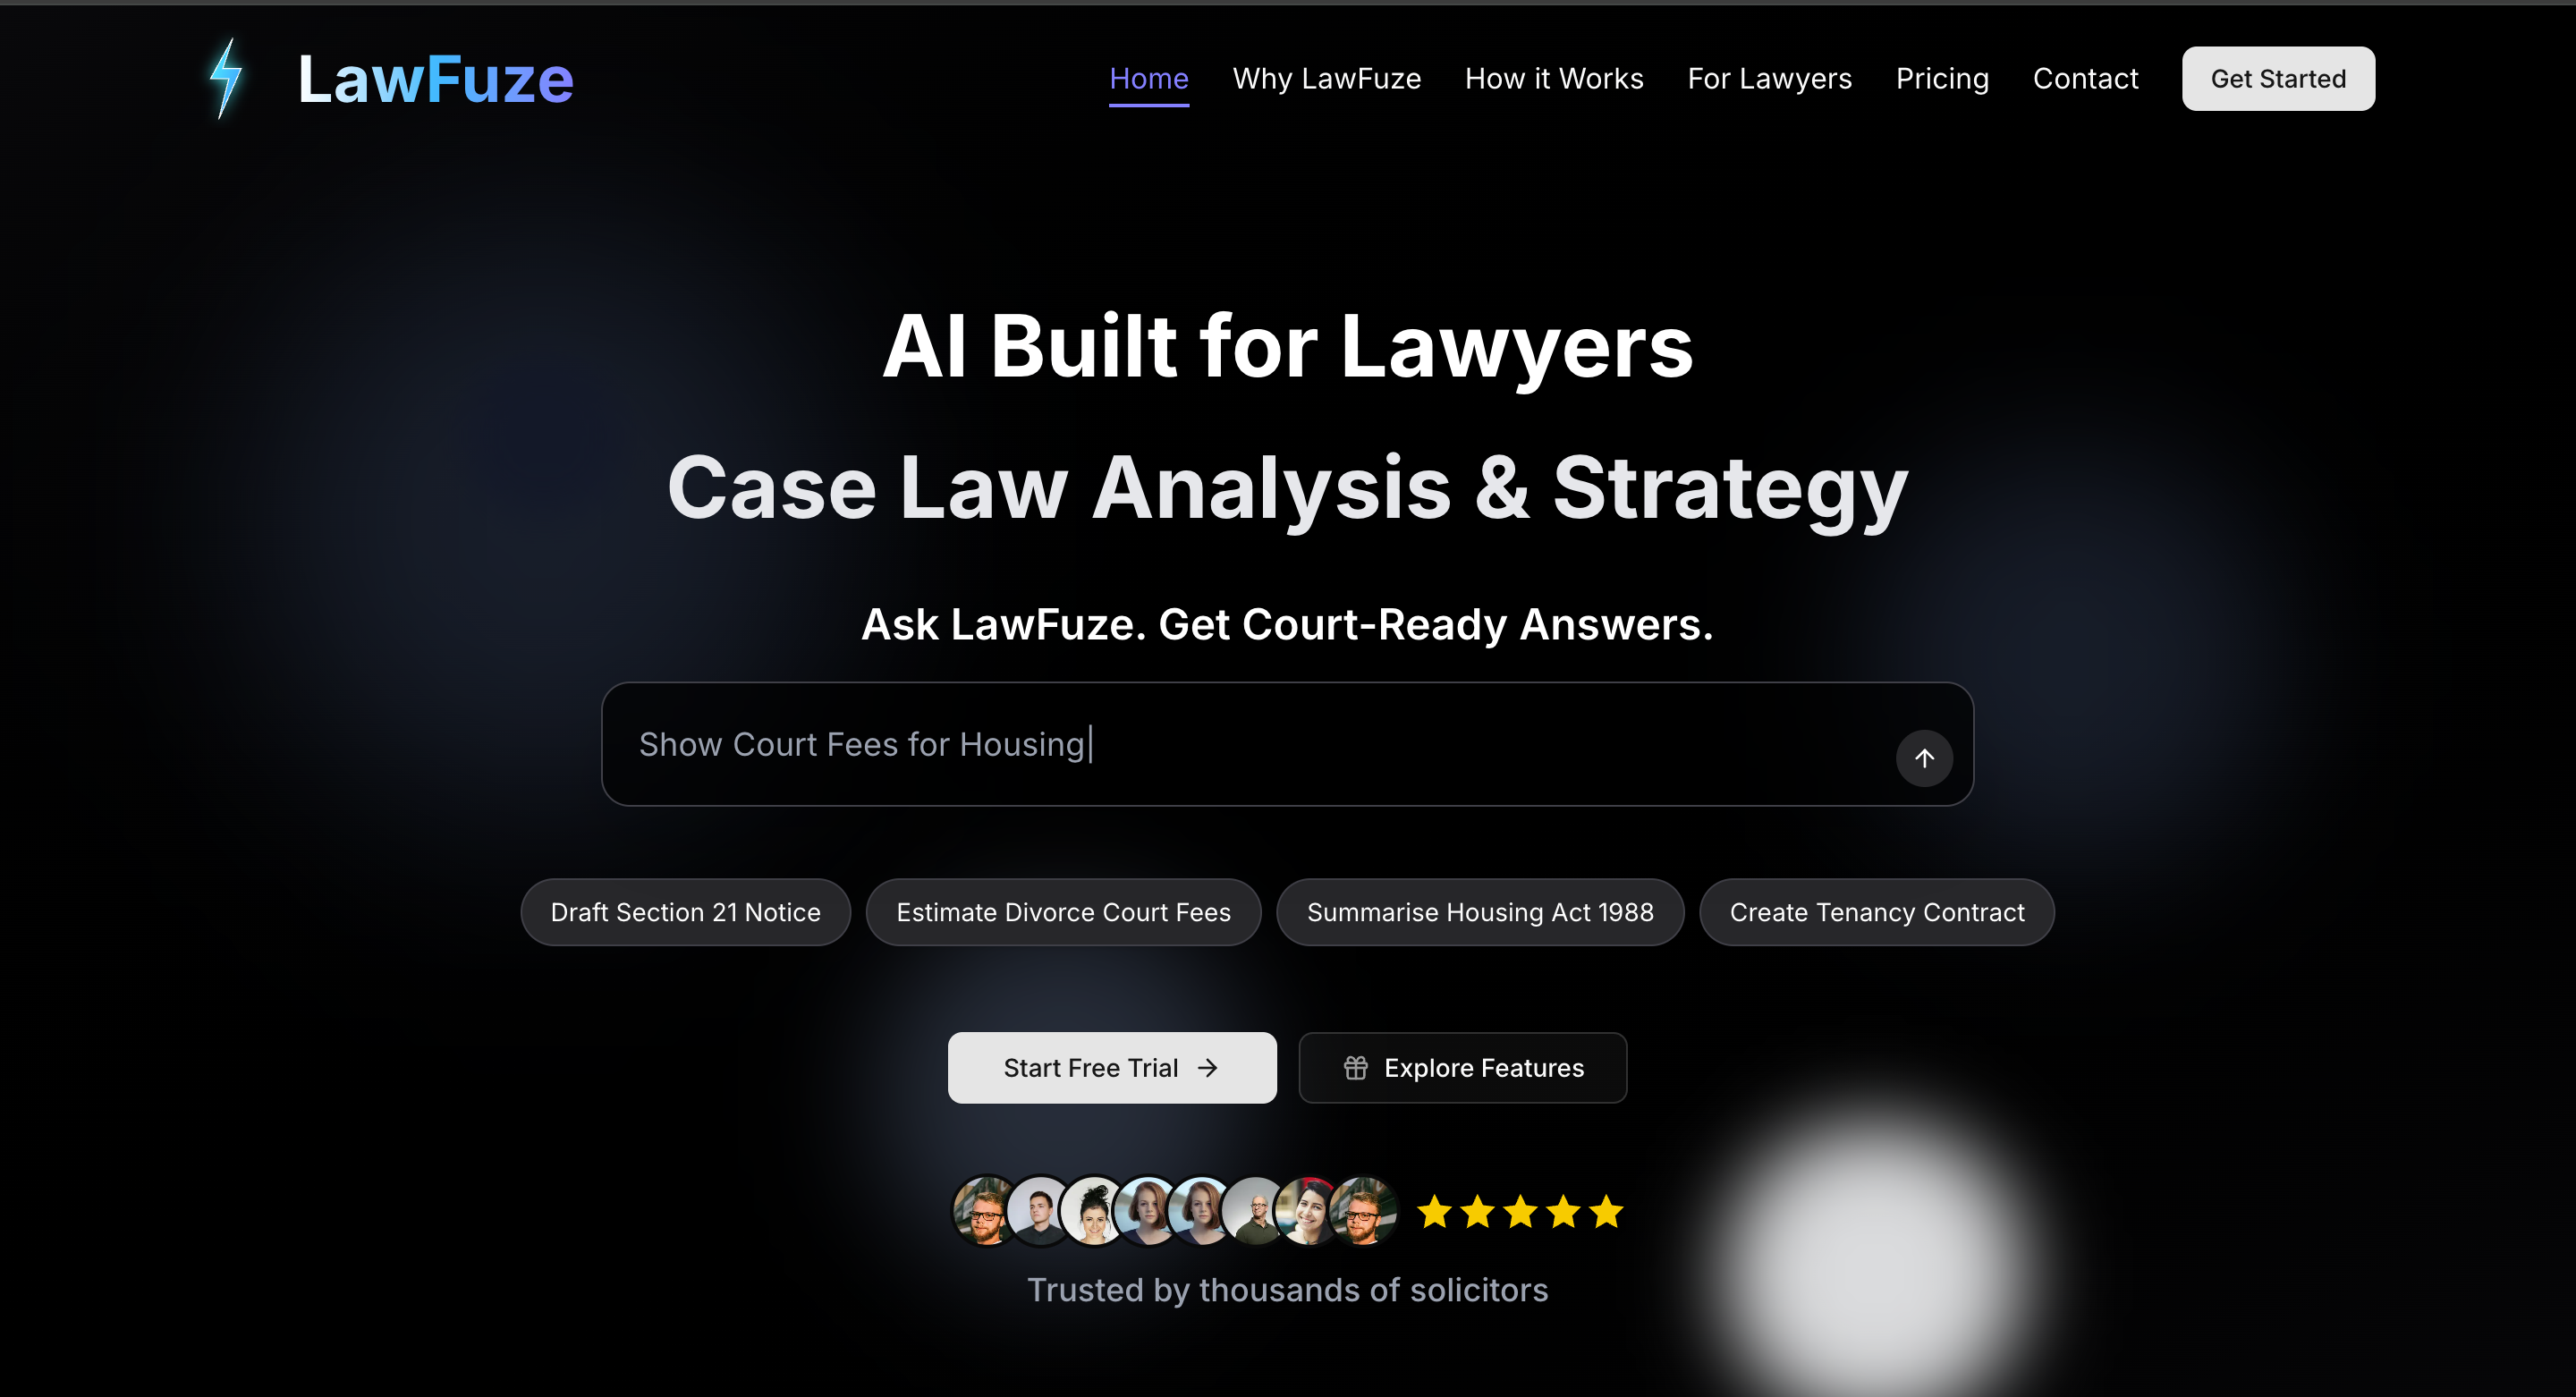 LawFuze
Home Why LawFuze How it Works For Lawyers Pricing Contact Get Started
AI Built for Lawyers
Case Law Analysis & Strategy
Ask LawFuze. Get Court-Ready Answers.
Show Court Fees for Housing
Draft Section 21 Notice Estimate Divorce Court Fees Summarise Housing Act 1988 Create Tenancy Contract
Start Free Trial Explore Features
Trusted by thousands of solicitors